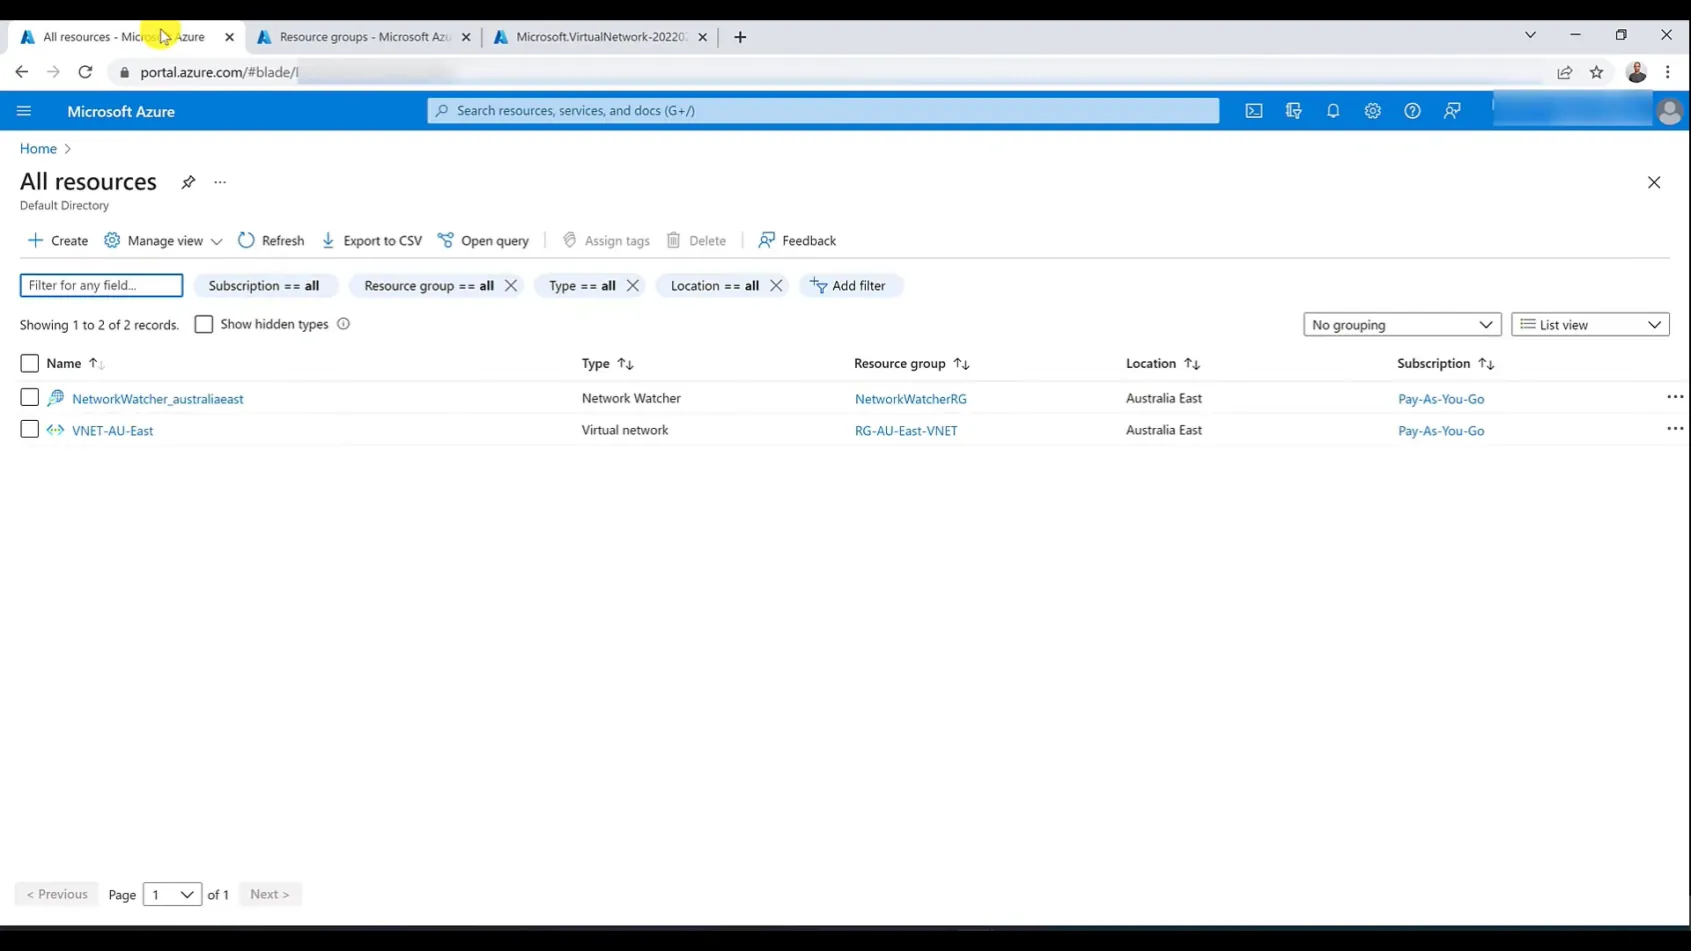 All resources - Microsoft Azure
Resource groups - Microsoft Azu
Microsoft.VirtualNetwork-20220
portal.azure.com/#blade/
Microsoft Azure
Search resources, services, and docs (G+/)
Home >
All resources
Default Directory
Create Manage view Refresh Export to CSV Open query Assign tags Delete Feedback
Filter for any field... Subscription == all Resource group == all Type == all Location == all Add filter
Showing 1 to 2 of 2 records. Show hidden types No grouping List view
Name Type Resource group Location Subscription
NetworkWatcher_australiaeast Network Watcher NetworkWatcherRG Australia East Pay-As-You-Go
VNET-AU-East Virtual network RG-AU-East-VNET Australia East Pay-As-You-Go
< Previous Page 1 of 1 Next >